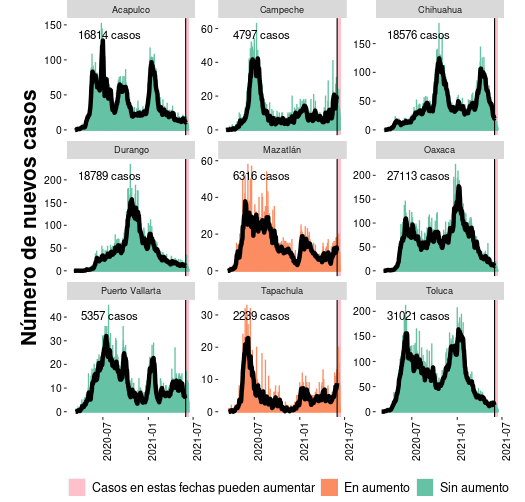 Número de nuevos casos
Acapulco Campeche Chihuahua
150 100 50 0 16814 casos
60 40 20 0 4797 casos
150 100 50 0 18576 casos
Durango Mazatlán Oaxaca
200 150 100 50 0 18789 casos
60 40 20 0 6316 casos
200 150 100 50 0 27113 casos
Puerto Vallarta Tapachula Toluca
40 30 20 10 0 5357 casos
30 20 10 0 2239 casos
200 150 100 50 0 31021 casos
2020-07 2021-01 2021-07 2020-07 2021-01 2021-07 2020-07 2021-01 2021-07
Casos en estas fechas pueden aumentar En aumento Sin aumento